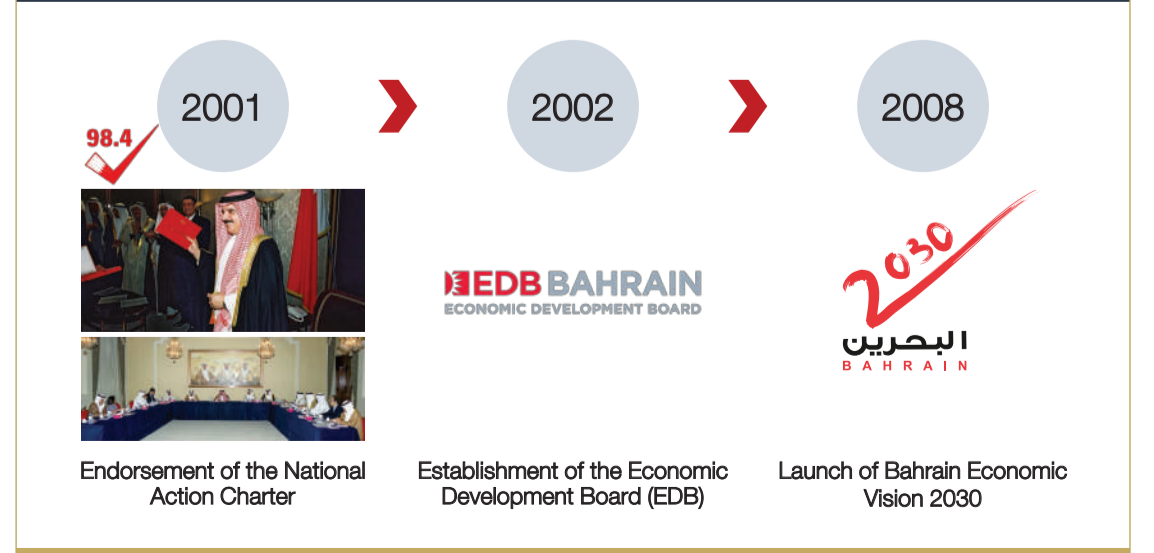 2001
2002
2008
98.4
EDB BAHRAIN
ECONOMIC DEVELOPMENT BOARD
2030
البحرين
BAHRAIN
Endorsement of the National
Action Charter
Establishment of the Economic
Development Board (EDB)
Launch of Bahrain Economic
Vision 2030